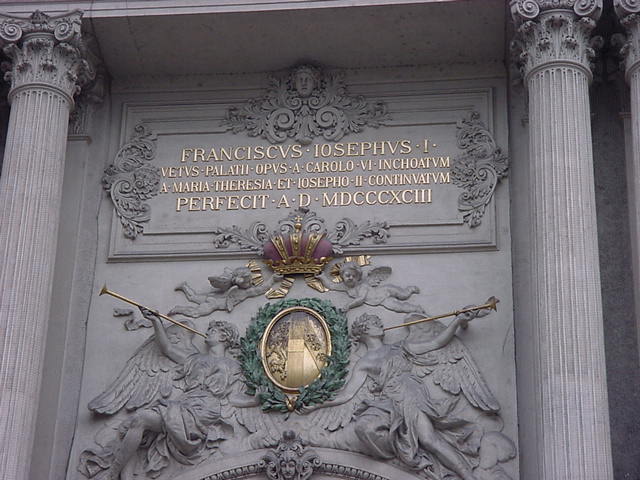 FRANCISCVS · IOSEPHVS · I ·
VETVS · PALATII · OPVS · A · CAROLO · VI · INCHOATVM
A · MARIA · THERESIA · ET · IOSEPHO · II · CONTINVATVM
PERFECIT · A · D · MDCCCXCIII